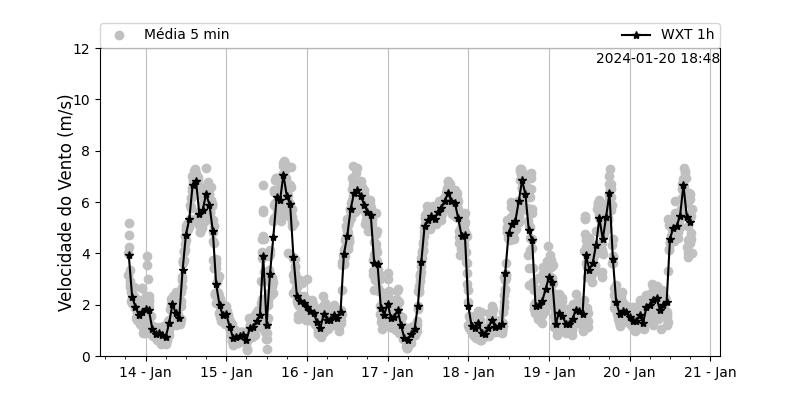 Média 5 min
WXT 1h
2024-01-20 18:48
Velocidade do Vento (m/s)
12
10
8
6
4
2
0
14 - Jan
15 - Jan
16 - Jan
17 - Jan
18 - Jan
19 - Jan
20 - Jan
21 - Jan